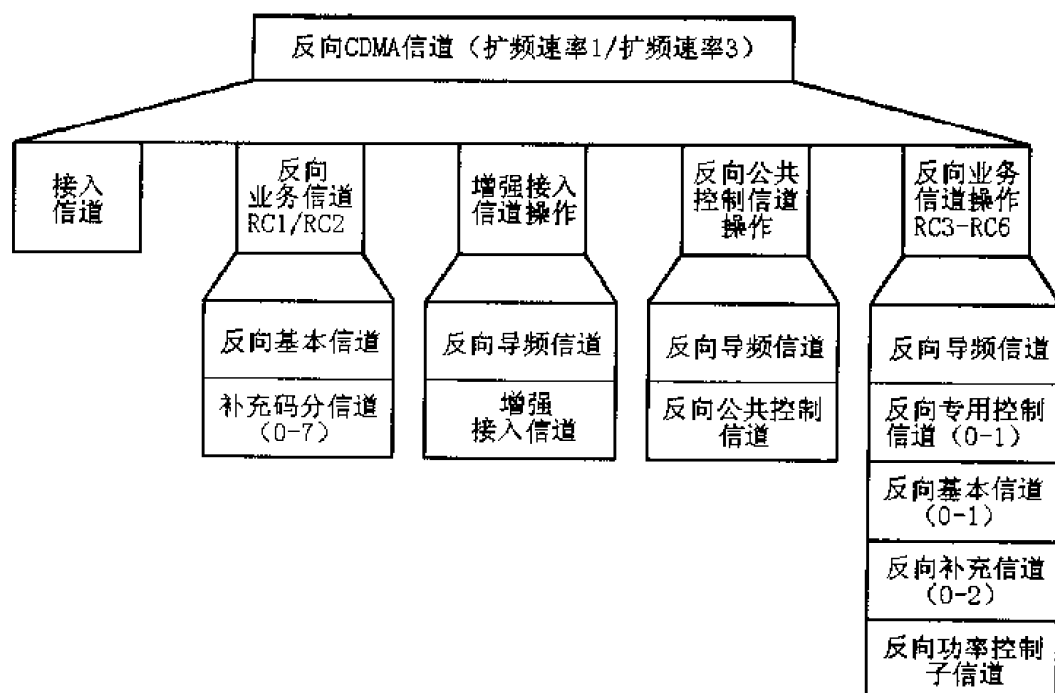 反向CDMA信道（扩频速率1/扩频速率3）
接入
信道
反向
业务信道
RC1/RC2
增强接入
信道操作
反向公共
控制信道
操作
反向业务
信道操作
RC3-RC6
反向基本信道
补充码分信道
（0-7）
反向导频信道
增强
接入信道
反向导频信道
反向公共控制
信道
反向导频信道
反向专用控制
信道（0-1）
反向基本信道
（0-1）
反向补充信道
（0-2）
反向功率控制
子信道